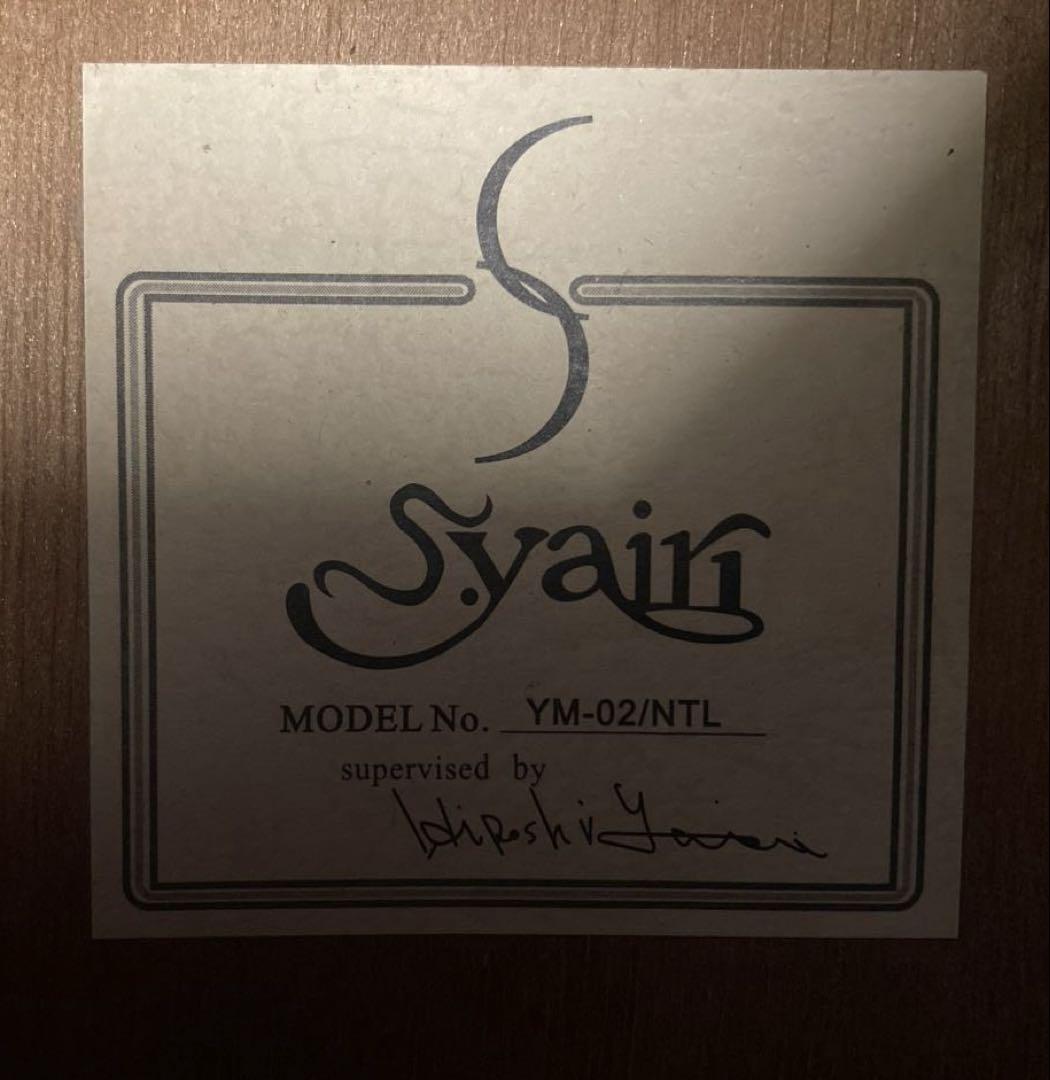 S
S.yairi
MODEL No. YM-02/NTL
supervised by
Hiroshi Yairi